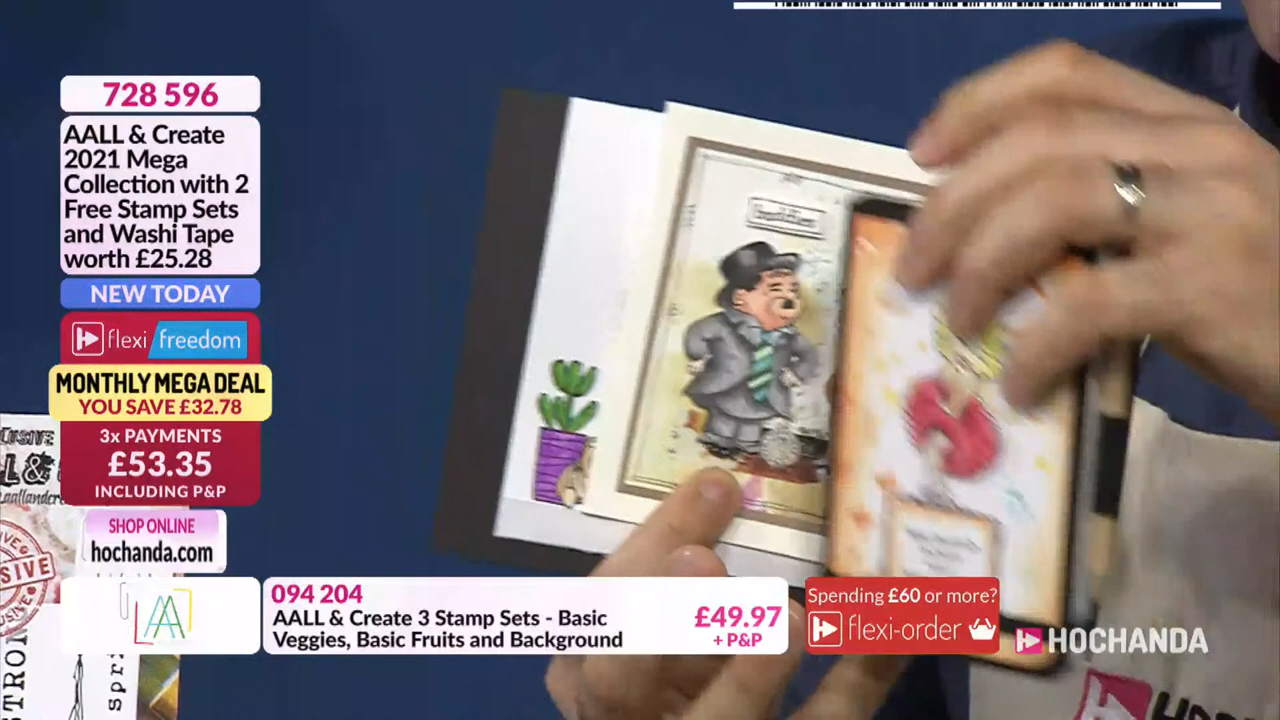 728 596
AALL & Create
2021 Mega
Collection with 2
Free Stamp Sets
and Washi Tape
worth £25.28
NEW TODAY
flexi freedom
MONTHLY MEGA DEAL
YOU SAVE £32.78
3x PAYMENTS
£53.35
INCLUDING P&P
SHOP ONLINE
hochanda.com
LAA
094 204
AALL & Create 3 Stamp Sets - Basic
Veggies, Basic Fruits and Background
£49.97
+ P&P
Spending £60 or more?
flexi-order
HOCHANDA